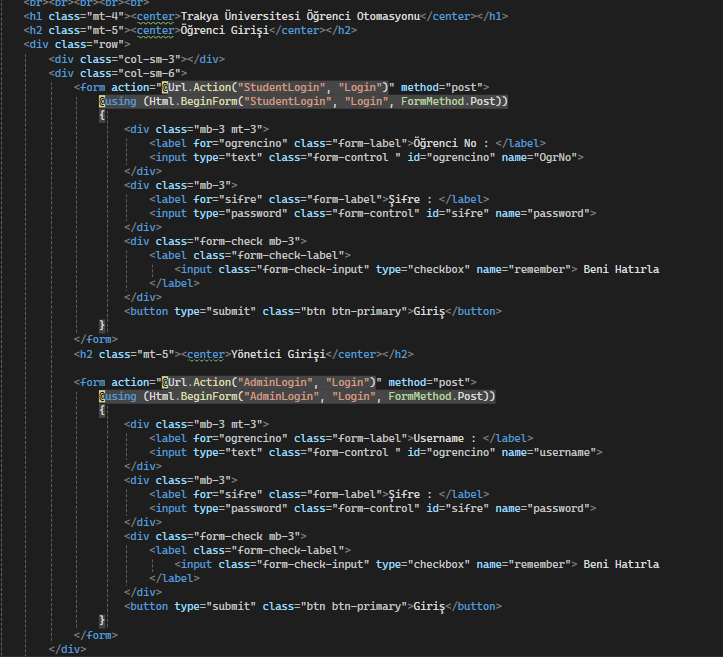 <br><br><br><br><br>
<h1 class="mt-4"><center>Trakya Üniversitesi Öğrenci Otomasyonu</center></h1>
<h2 class="mt-5"><center>Öğrenci Girişi</center></h2>
<div class="row">
<div class="col-sm-3"></div>
<div class="col-sm-6">
<form action="@Url.Action("StudentLogin", "Login")" method="post">
@using (Html.BeginForm("StudentLogin", "Login", FormMethod.Post))
{
<div class="mb-3 mt-3">
<label for="ogrencino" class="form-label">Öğrenci No : </label>
<input type="text" class="form-control " id="ogrencino" name="OgrNo">
</div>
<div class="mb-3">
<label for="sifre" class="form-label">Şifre : </label>
<input type="password" class="form-control" id="sifre" name="password">
</div>
<div class="form-check mb-3">
<label class="form-check-label">
<input class="form-check-input" type="checkbox" name="remember"> Beni Hatırla
</label>
</div>
<button type="submit" class="btn btn-primary">Giriş</button>
}
</form>
<h2 class="mt-5"><center>Yönetici Girişi</center></h2>
<form action="@Url.Action("AdminLogin", "Login")" method="post">
@using (Html.BeginForm("AdminLogin", "Login", FormMethod.Post))
{
<div class="mb-3 mt-3">
<label for="ogrencino" class="form-label">Username : </label>
<input type="text" class="form-control " id="ogrencino" name="username">
</div>
<div class="mb-3">
<label for="sifre" class="form-label">Şifre : </label>
<input type="password" class="form-control" id="sifre" name="password">
</div>
<div class="form-check mb-3">
<label class="form-check-label">
<input class="form-check-input" type="checkbox" name="remember"> Beni Hatırla
</label>
</div>
<button type="submit" class="btn btn-primary">Giriş</button>
}
</form>
</div>